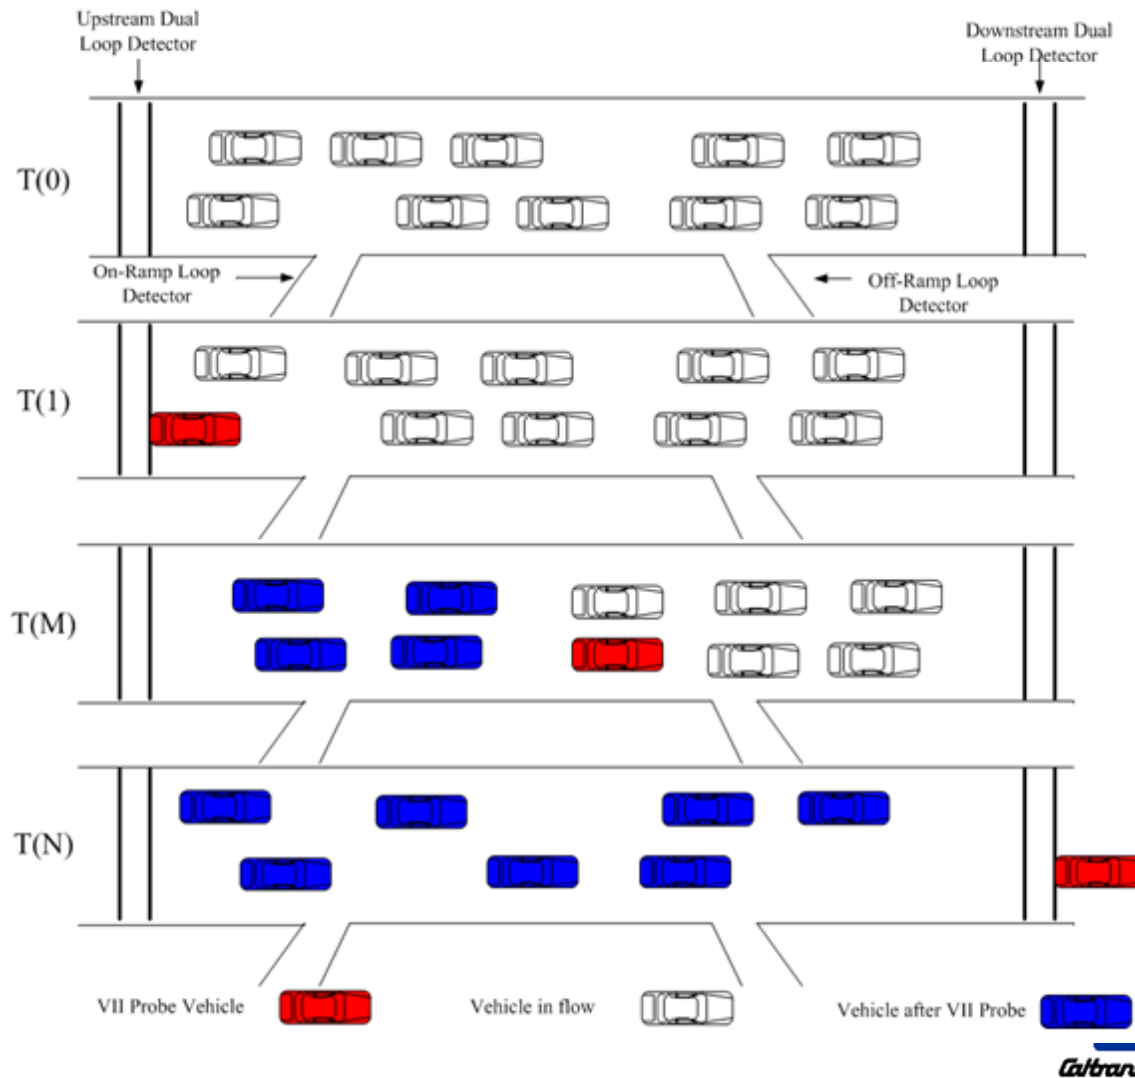 Upstream Dual
Loop Detector
Downstream Dual
Loop Detector
T(0)
On-Ramp Loop
Detector
Off-Ramp Loop
Detector
T(1)
T(M)
T(N)
VII Probe Vehicle
Vehicle in flow
Vehicle after VII Probe